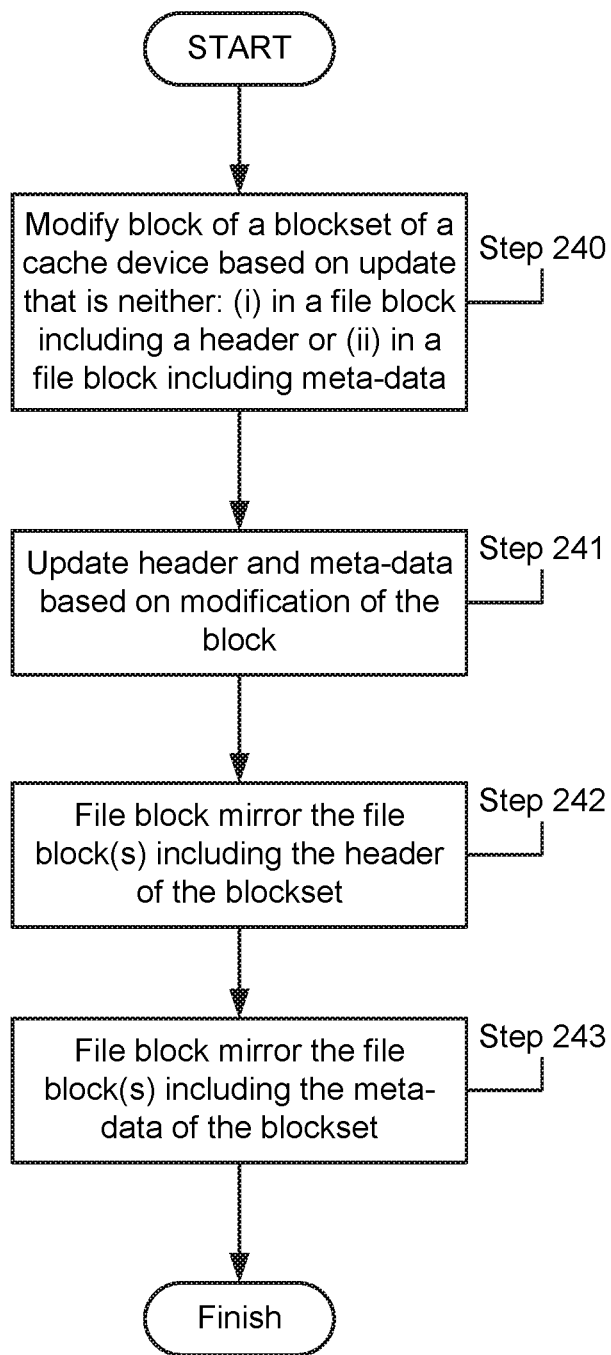 START
Modify block of a blockset of a
cache device based on update
that is neither: (i) in a file block
including a header or (ii) in a
file block including meta-data
Step 240
Update header and meta-data
based on modification of the
block
Step 241
File block mirror the file
block(s) including the header
of the blockset
Step 242
File block mirror the file
block(s) including the meta-
data of the blockset
Step 243
Finish